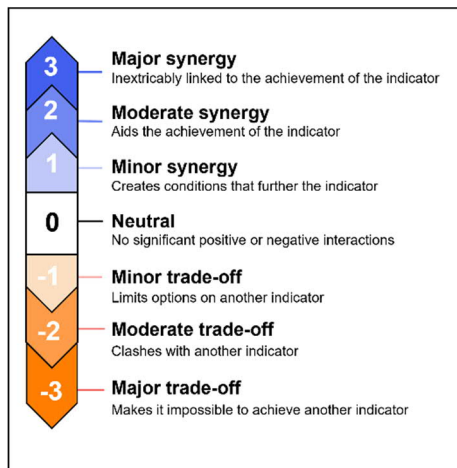 3
Major synergy
Inextricably linked to the achievement of the indicator
2
Moderate synergy
Aids the achievement of the indicator
1
Minor synergy
Creates conditions that further the indicator
0
Neutral
No significant positive or negative interactions
-1
Minor trade-off
Limits options on another indicator
-2
Moderate trade-off
Clashes with another indicator
-3
Major trade-off
Makes it impossible to achieve another indicator